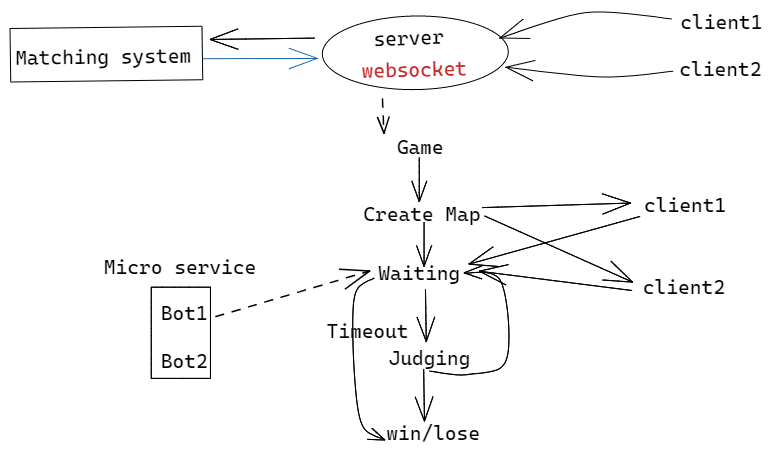 client1
server
Matching system
websocket
client2
Game
client1
Create Map
Micro service
Waiting
client2
Bot1
Timeout
Judging
Bot2
win/lose